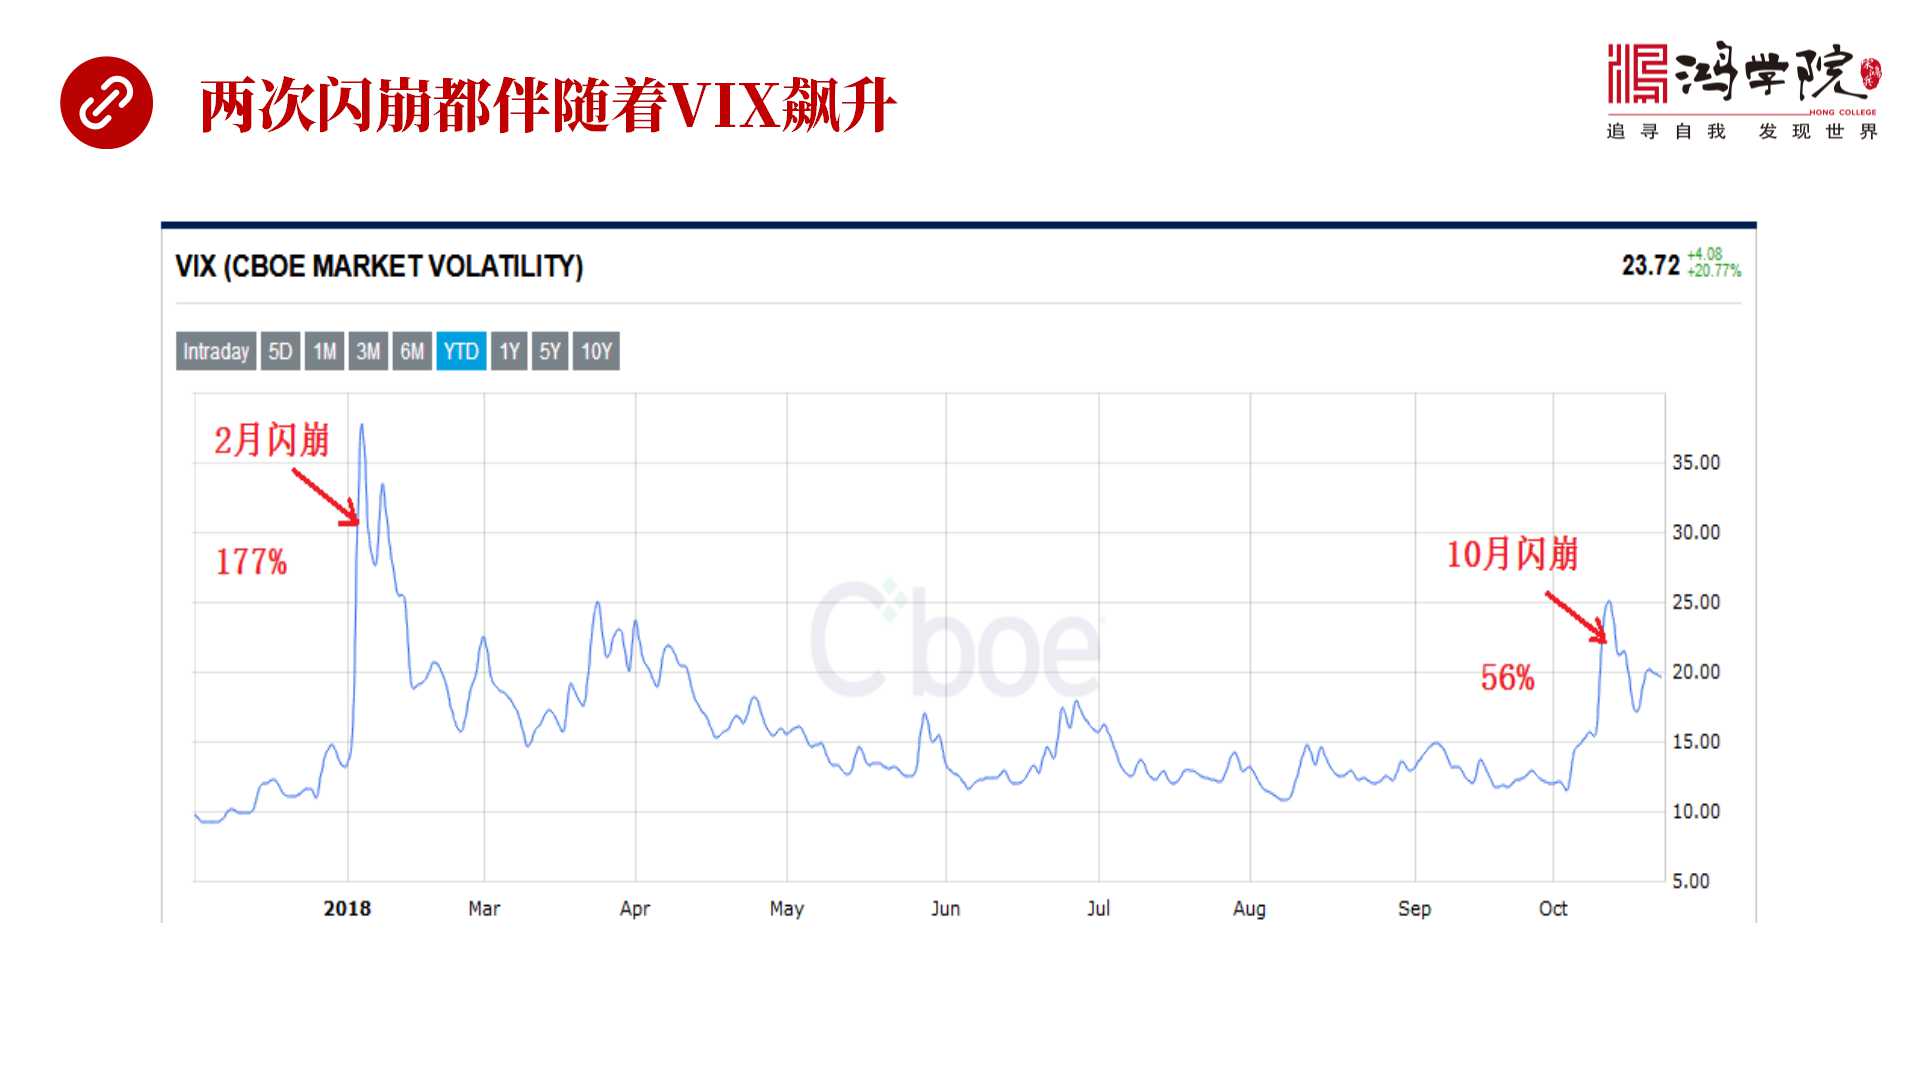 两次闪崩都伴随着VIX飙升
鸿学院
HONG COLLEGE
追寻自我 发现世界
VIX (CBOE MARKET VOLATILITY)
23.72 +4.08
+20.77%
Intraday 5D 1M 3M 6M YTD 1Y 5Y 10Y
2月闪崩
177%
10月闪崩
56%
Cboe
35.00
30.00
25.00
20.00
15.00
10.00
5.00
2018 Mar Apr May Jun Jul Aug Sep Oct